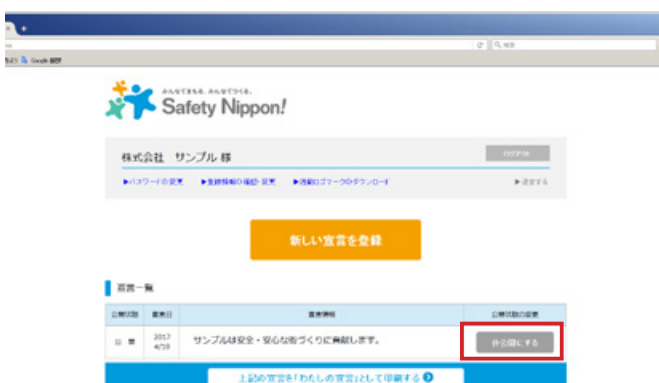 検索
Google 翻訳
みんなでまもる。みんなでつくる。
Safety Nippon!
株式会社 サンプル 様
ログアウト
▶パスワードの変更 ▶登録情報の確認・変更 ▶活動ロゴマークのダウンロード ▶退会する
新しい宣言を登録
宣言一覧
公開状態 宣言日 宣言情報 公開状態の変更
公 開 2017 4/18 サンプルは安全・安心な街づくりに貢献します。 非公開にする
上記の宣言を「わたしの宣言」として印刷する